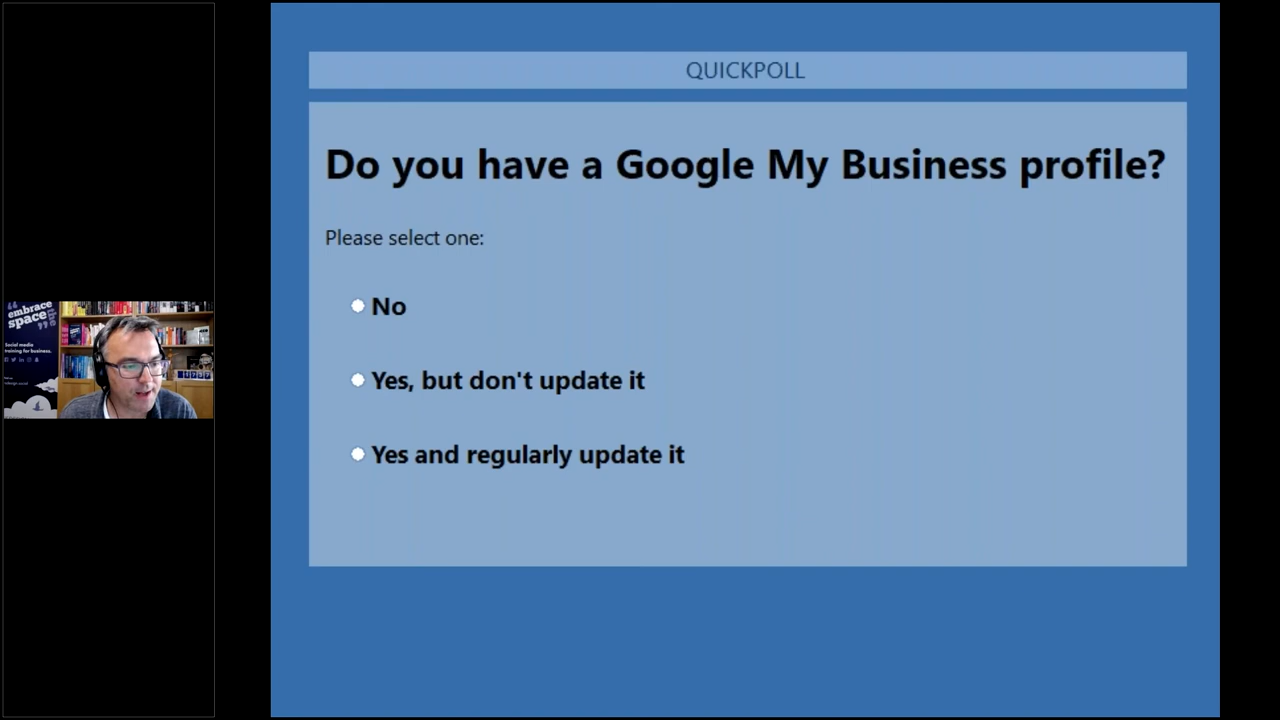 QUICKPOLL
Do you have a Google My Business profile?
Please select one:
No
Yes, but don't update it
Yes and regularly update it
embrace
the
space
Social media
training for business.